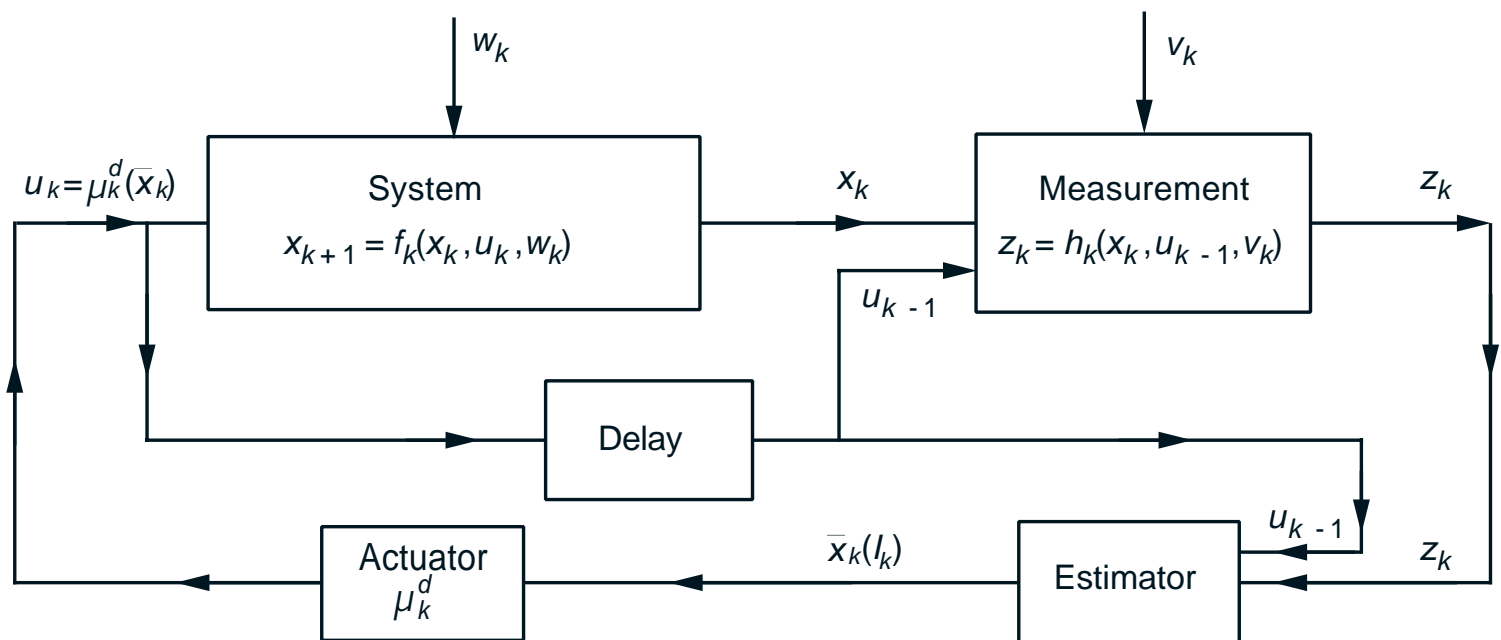 w_k
v_k
u_k = μ_k^d(x̄_k)
System
x_{k+1} = f_k(x_k, u_k, w_k)
x_k
Measurement
z_k = h_k(x_k, u_{k-1}, v_k)
z_k
u_{k-1}
Delay
Actuator
μ_k^d
x̄_k(I_k)
Estimator
u_{k-1}
z_k